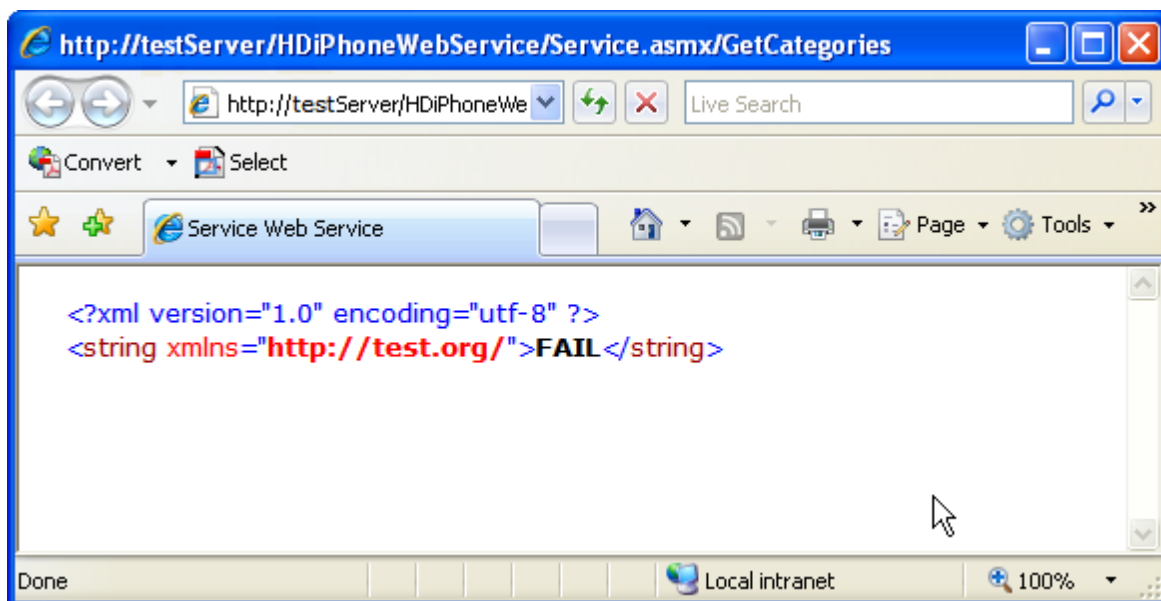 http://testServer/HDiPhoneWebService/Service.asmx/GetCategories
http://testServer/HDiPhoneWe
Live Search
Convert Select
Service Web Service
Page Tools »
<?xml version="1.0" encoding="utf-8" ?>
<string xmlns="http://test.org/">FAIL</string>
Done Local intranet 100%